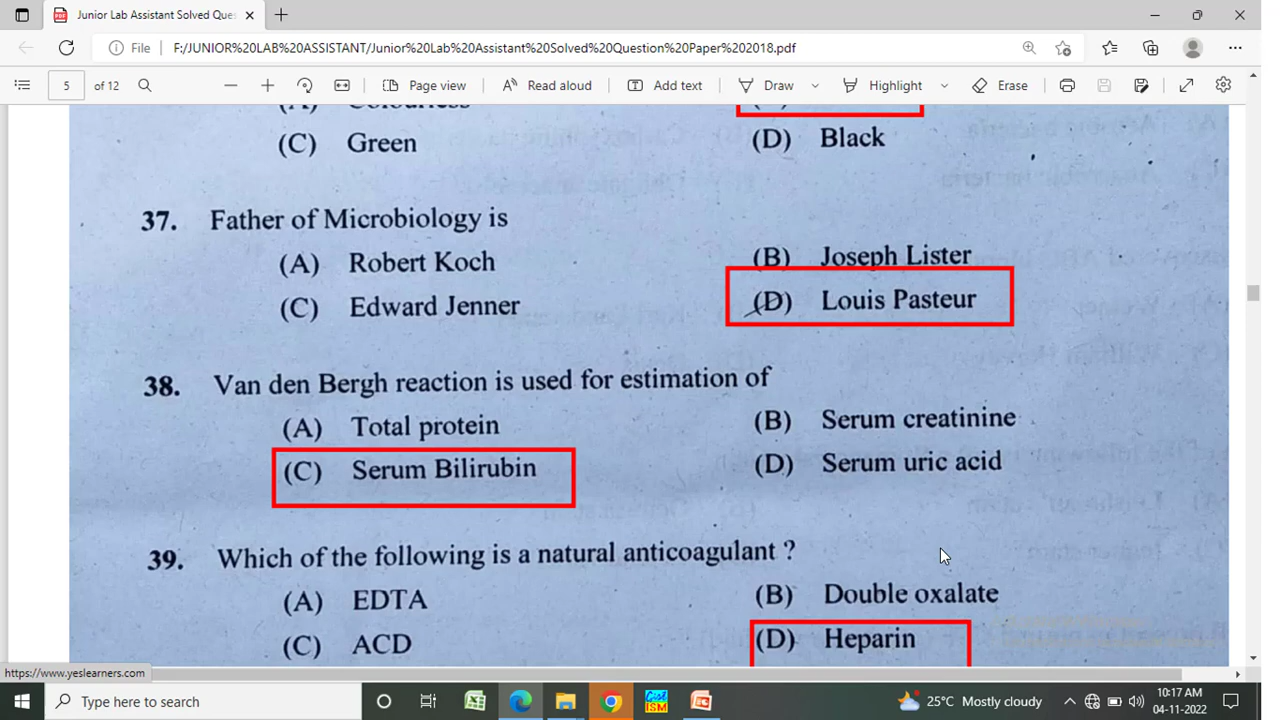 Junior Lab Assistant Solved Ques
File
F:/JUNIOR%20LAB%20ASSISTANT/Junior%20Lab%20Assistant%20Solved%20Question%20Paper%202018.pdf
5 of 12
Page view
Read aloud
Add text
Draw
Highlight
Erase
(A) Colourless
(C) Green (D) Black
37. Father of Microbiology is
(A) Robert Koch (B) Joseph Lister
(C) Edward Jenner (D) Louis Pasteur
38. Van den Bergh reaction is used for estimation of
(A) Total protein (B) Serum creatinine
(C) Serum Bilirubin (D) Serum uric acid
39. Which of the following is a natural anticoagulant ?
(A) EDTA (B) Double oxalate
(C) ACD (D) Heparin
https://www.yeslearners.com
Type here to search
25°C Mostly cloudy
10:17 AM
04-11-2022